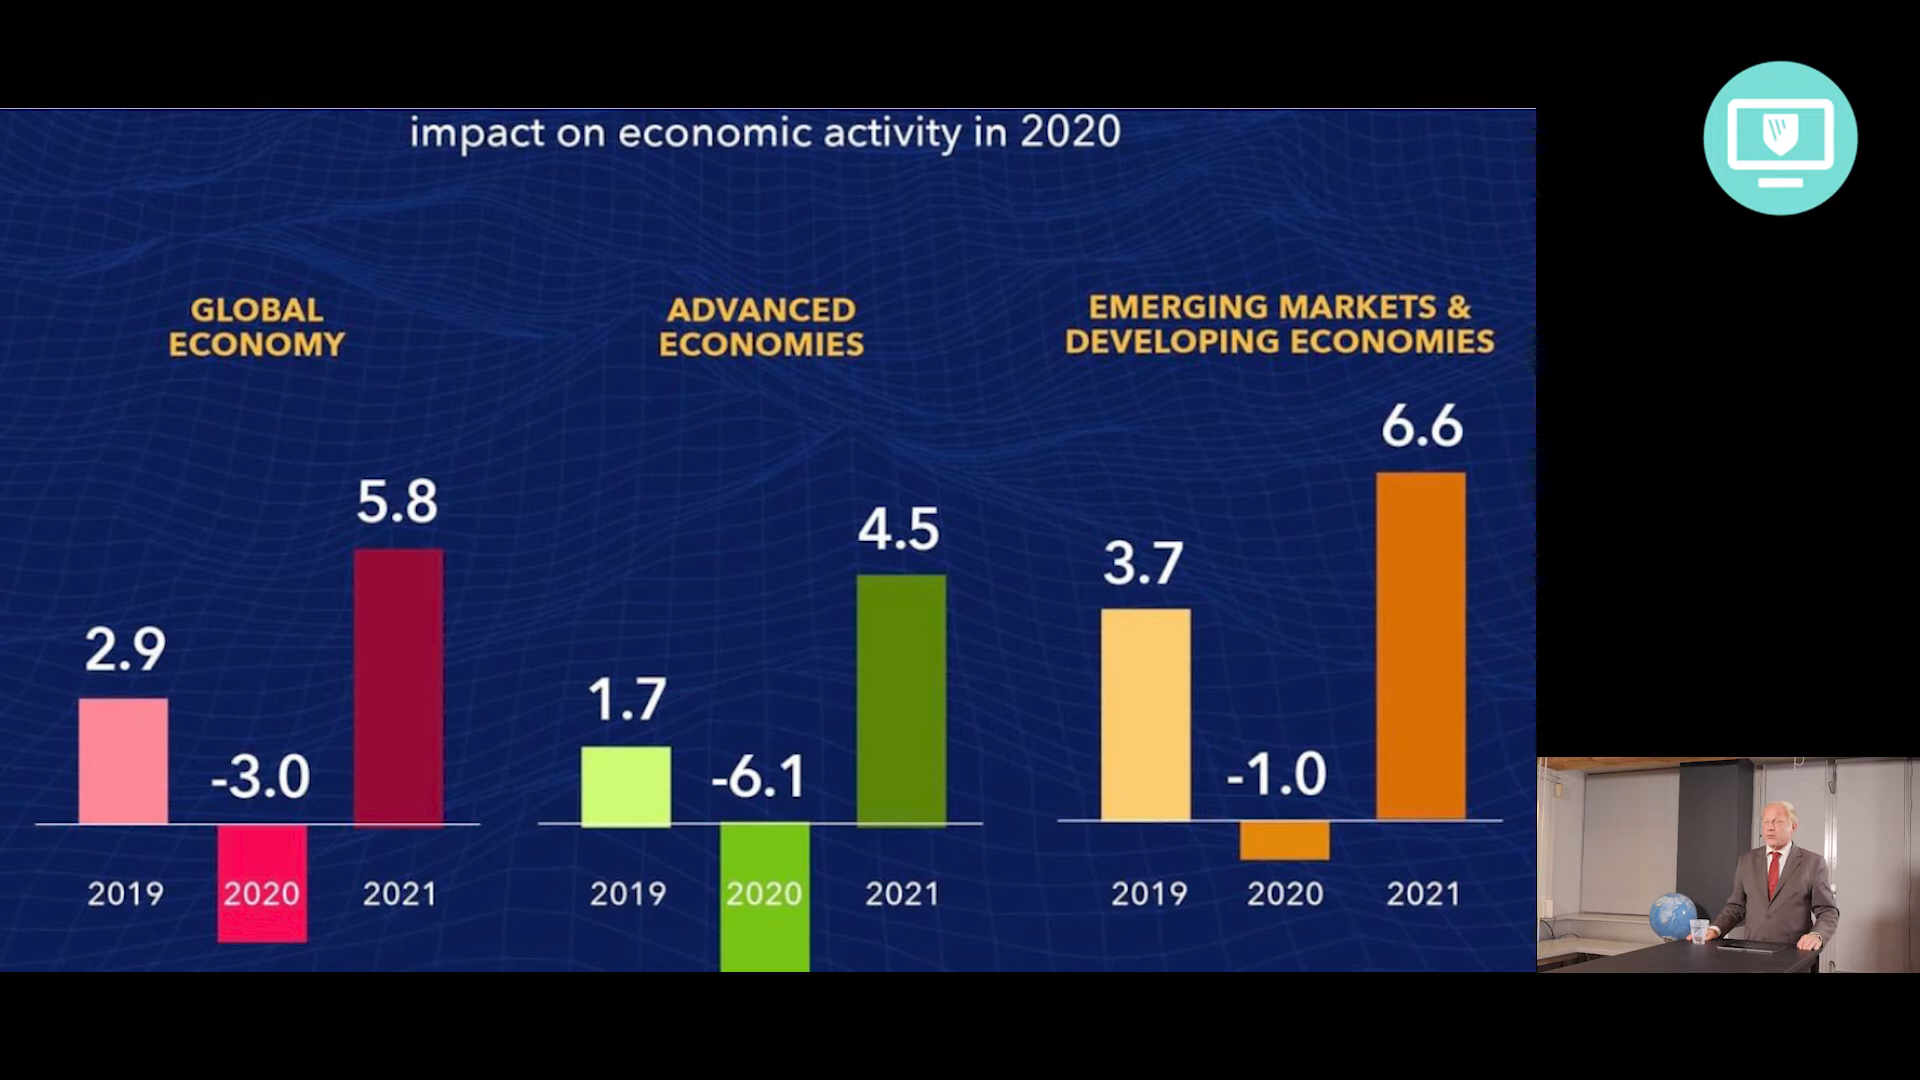 impact on economic activity in 2020
GLOBAL
ECONOMY
2.9
-3.0
5.8
2019
2020
2021
ADVANCED
ECONOMIES
1.7
-6.1
4.5
2019
2020
2021
EMERGING MARKETS &
DEVELOPING ECONOMIES
3.7
-1.0
6.6
2019
2020
2021